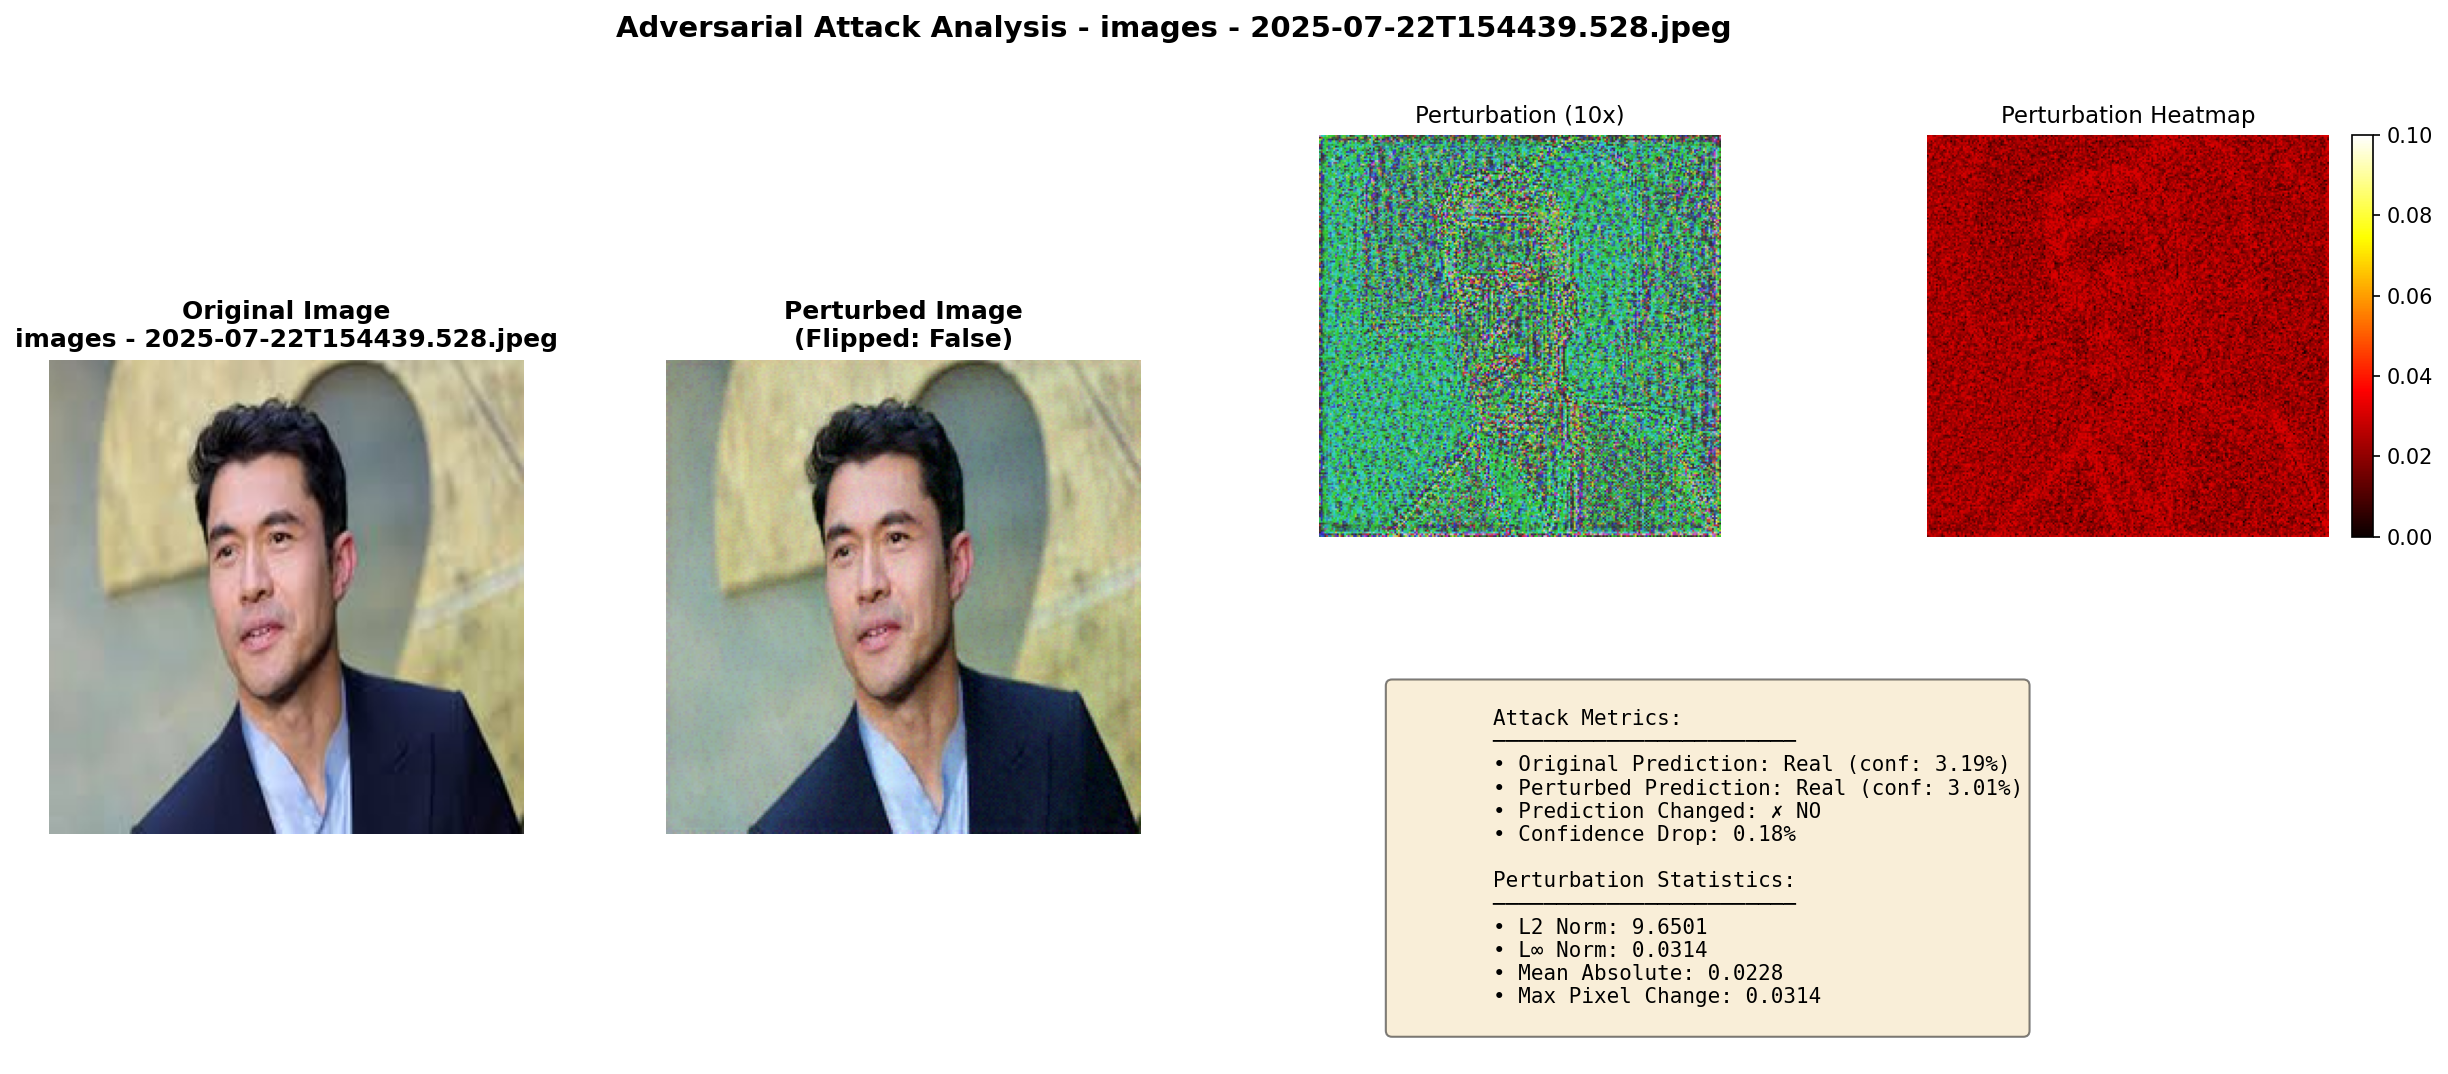 Adversarial Attack Analysis - images - 2025-07-22T154439.528.jpeg
Original Image
images - 2025-07-22T154439.528.jpeg
Perturbed Image
(Flipped: False)
Perturbation (10x)
Perturbation Heatmap
0.10
0.08
0.06
0.04
0.02
0.00
Attack Metrics:
• Original Prediction: Real (conf: 3.19%)
• Perturbed Prediction: Real (conf: 3.01%)
• Prediction Changed: ✗ NO
• Confidence Drop: 0.18%
Perturbation Statistics:
• L2 Norm: 9.6501
• L∞ Norm: 0.0314
• Mean Absolute: 0.0228
• Max Pixel Change: 0.0314